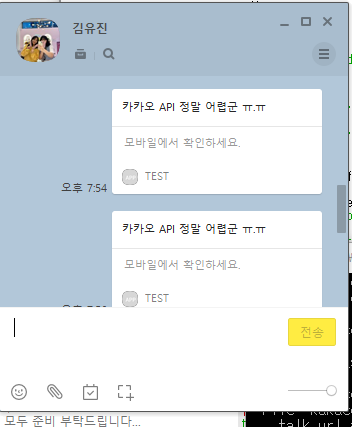 김유진
카카오 API 정말 어렵군 ㅠ.ㅠ
모바일에서 확인하세요.
APP TEST
오후 7:54
카카오 API 정말 어렵군 ㅠ.ㅠ
모바일에서 확인하세요.
APP TEST
전송
모두 준비 부탁드립니다...